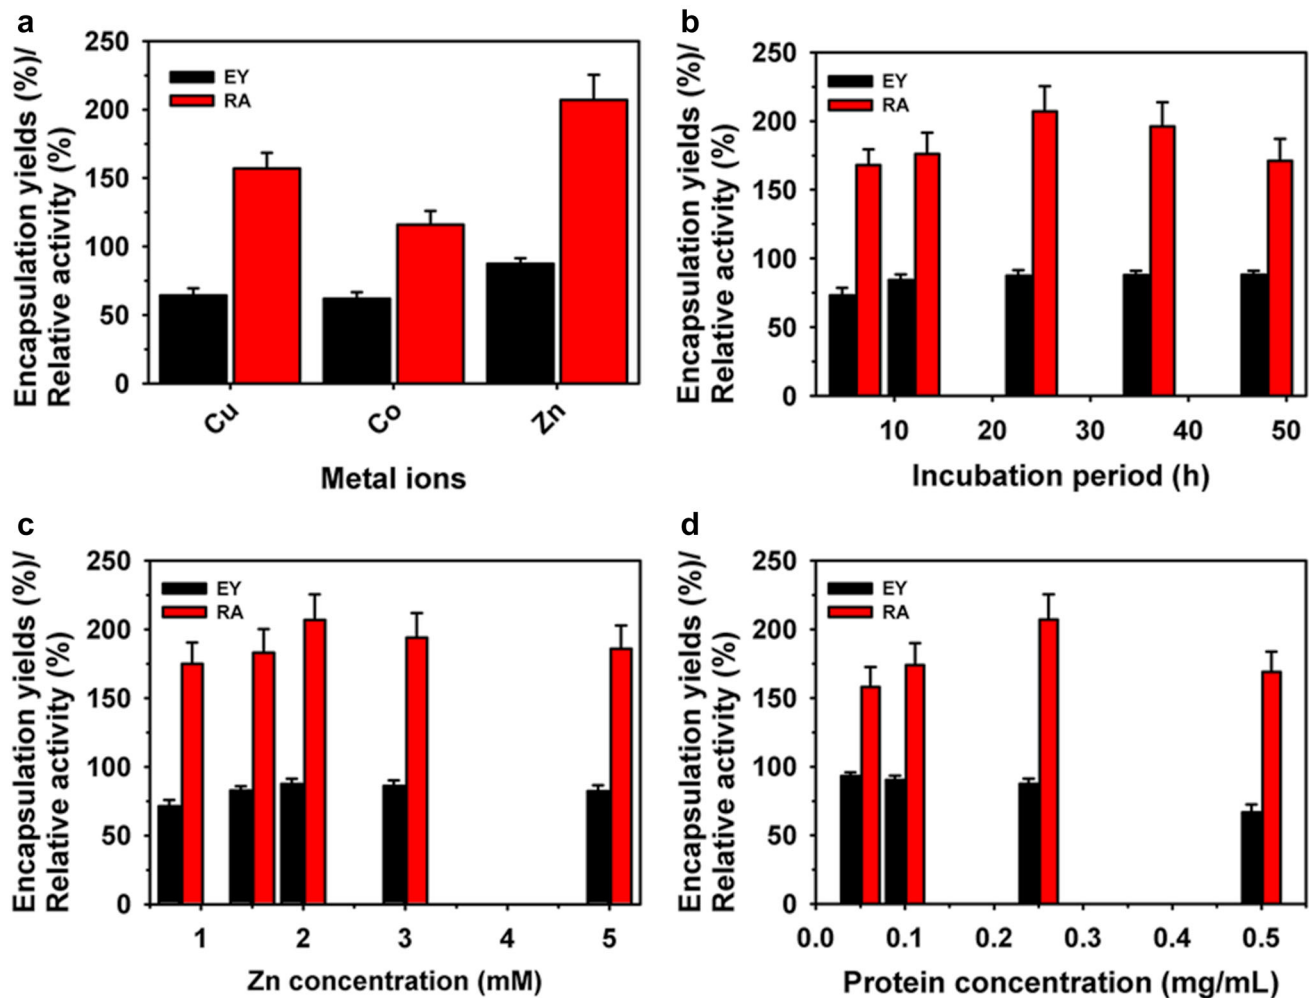 a
Encapsulation yields (%)/
Relative activity (%)
250
200
150
100
50
0
EY
RA
Cu
Co
Zn
Metal ions
b
Encapsulation yields (%)/
Relative activity (%)
250
200
150
100
50
0
EY
RA
10 20 30 40 50
Incubation period (h)
c
Encapsulation yields (%)/
Relative activity (%)
250
200
150
100
50
0
EY
RA
1 2 3 4 5
Zn concentration (mM)
d
Encapsulation yields (%)/
Relative activity (%)
250
200
150
100
50
0
EY
RA
0.0 0.1 0.2 0.3 0.4 0.5
Protein concentration (mg/mL)